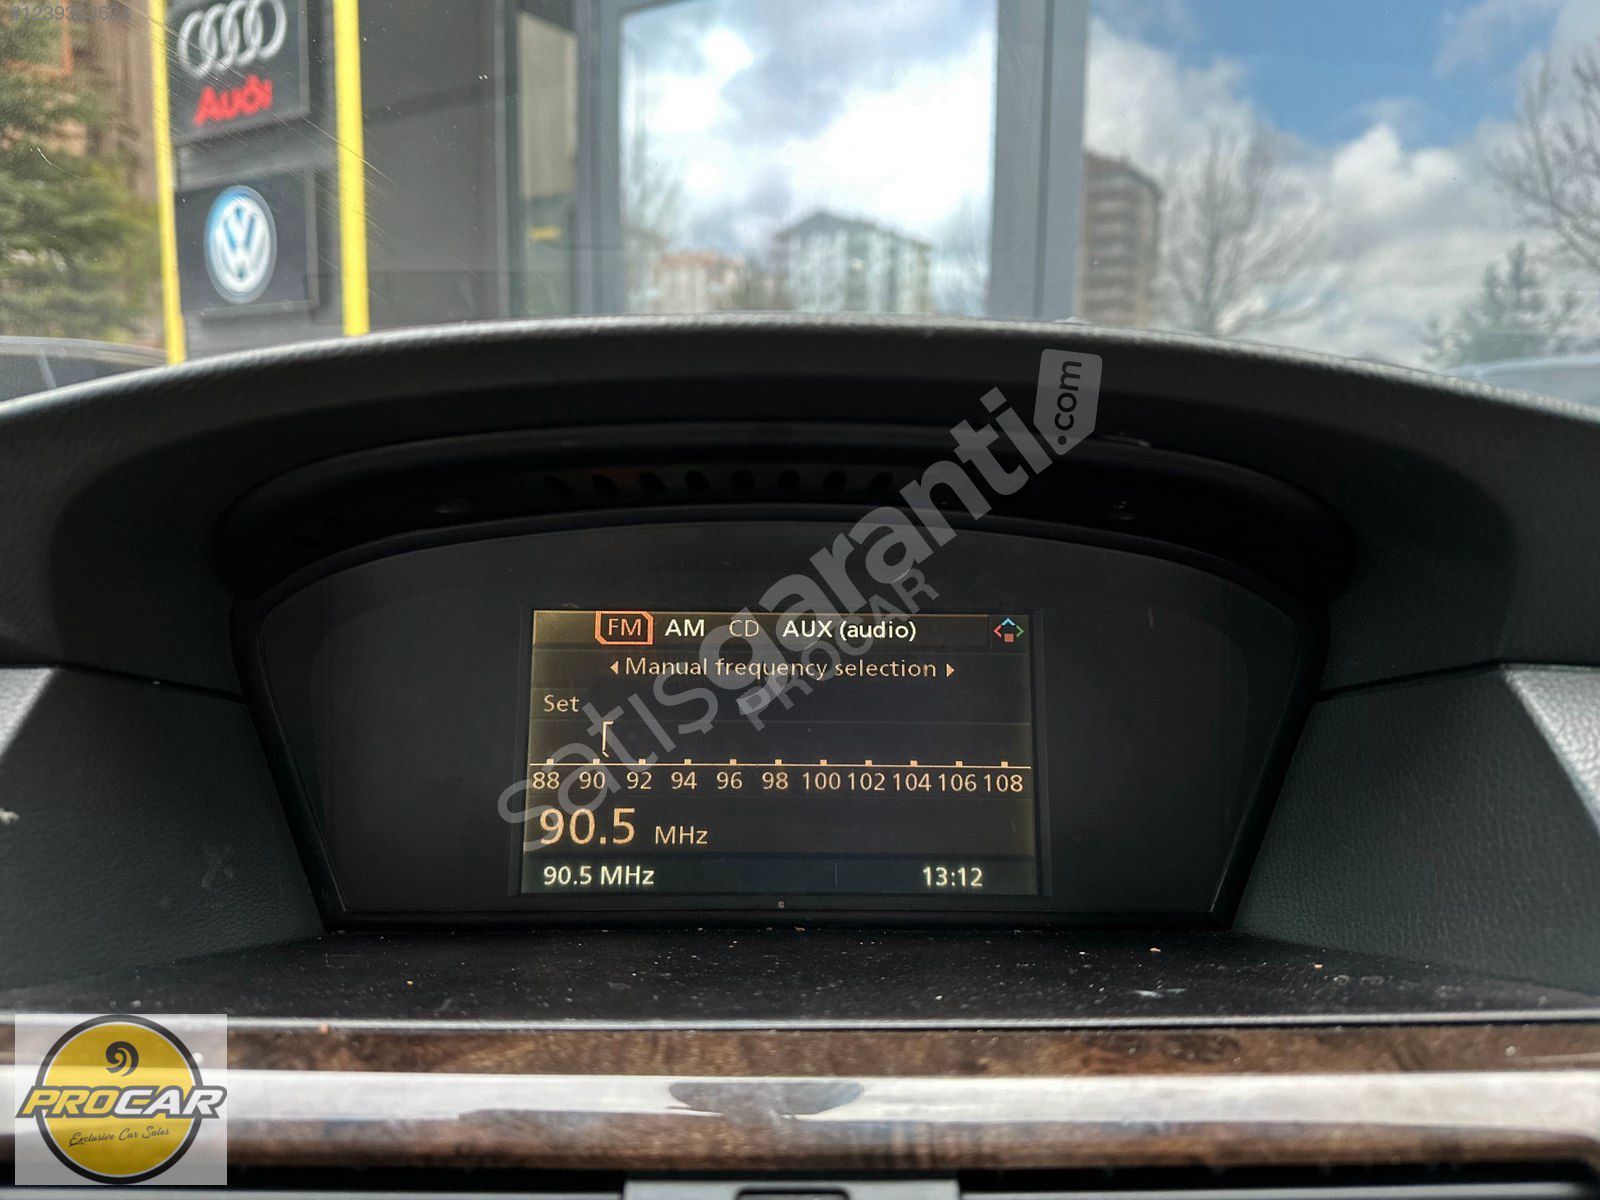 Audi
satışgaranti.com
PROCAR
FM AM CD AUX (audio)
Manual frequency selection
Set
88 90 92 94 96 98 100 102 104 106 108
90.5 MHz
90.5 MHz 13:12
PROCAR
Exclusive Car Sales